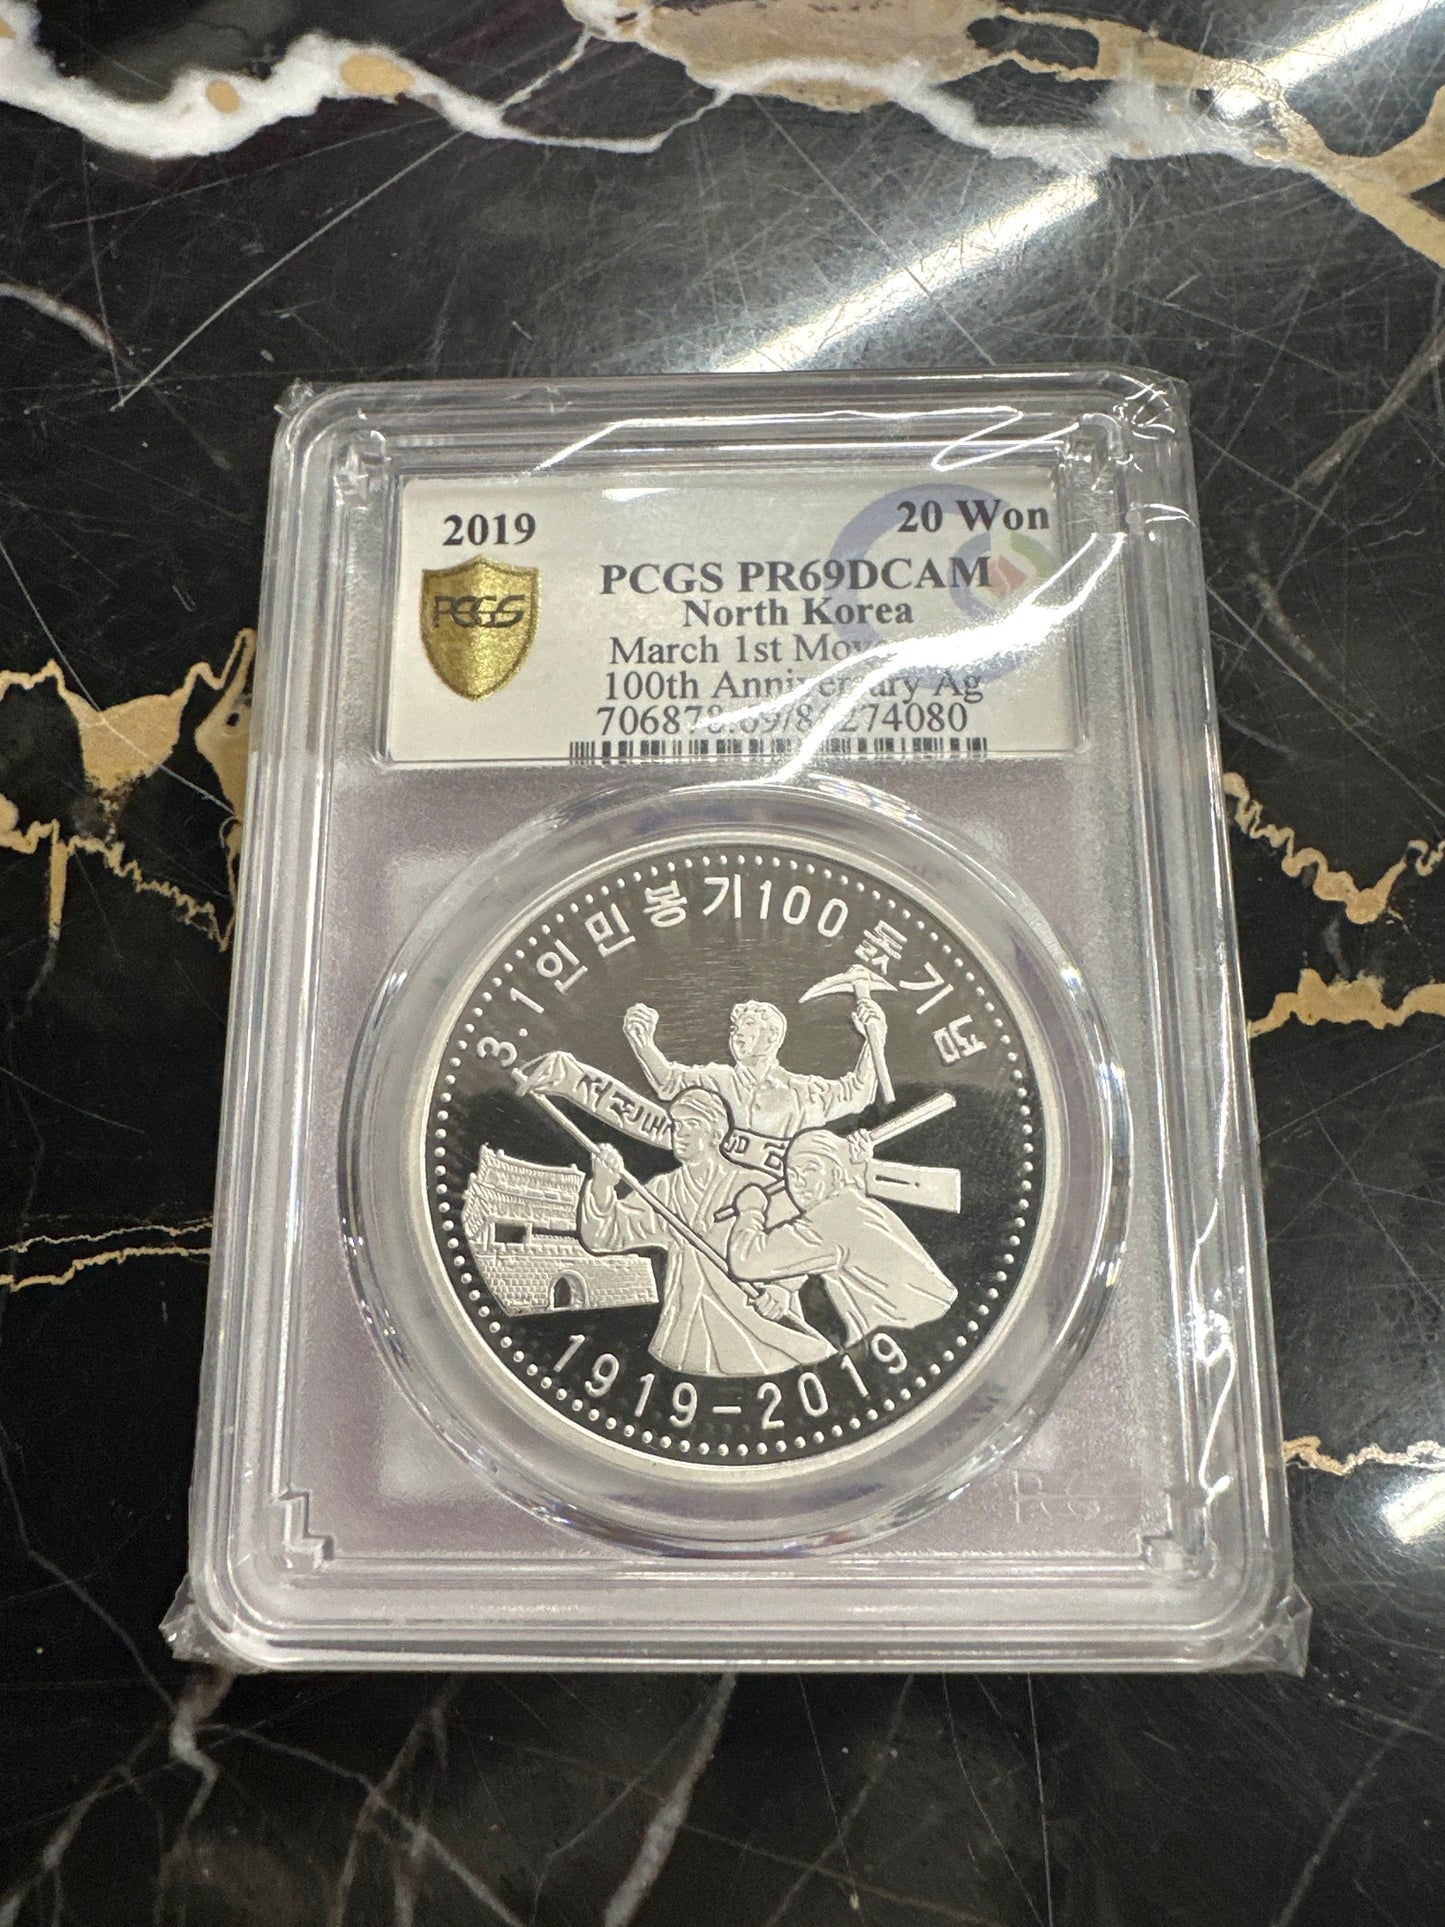 2019
20 Won
PCGS
PCGS PR69DCAM
North Korea
March 1st
100th Anniversary Ag
3.1인민봉기100돐기념
1919-2019